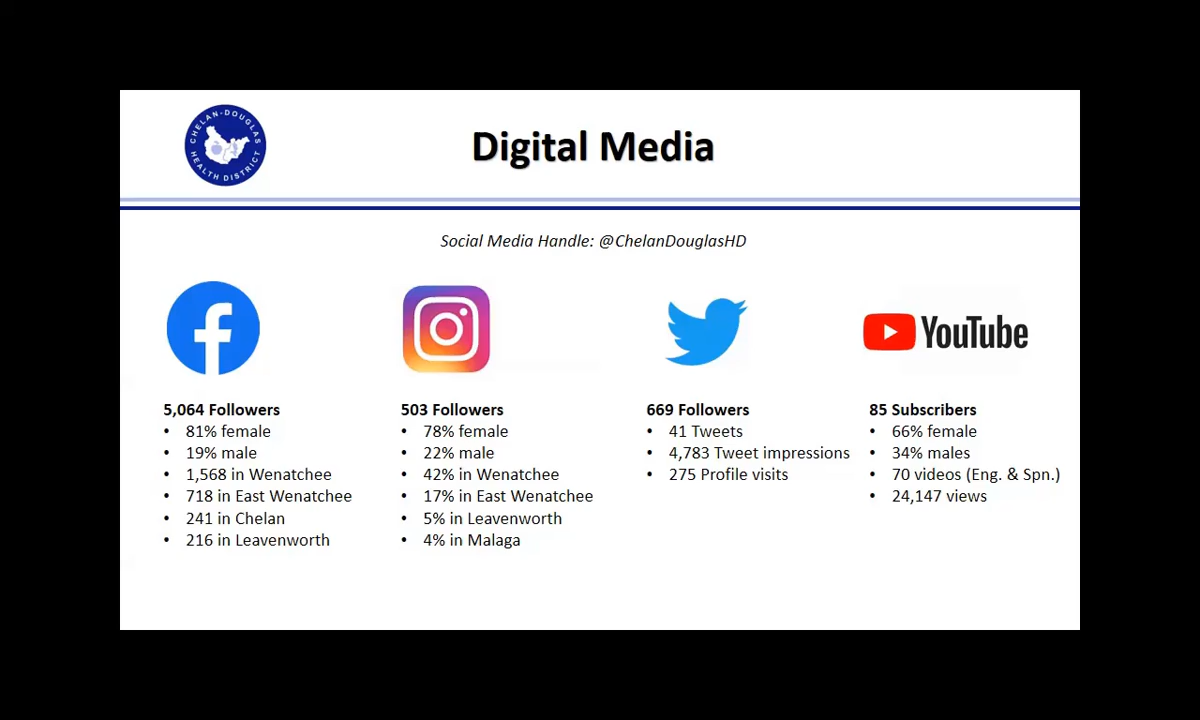 CHELAN-DOUGLAS
HEALTH DISTRICT
Digital Media
Social Media Handle: @ChelanDouglasHD
YouTube
5,064 Followers
• 81% female
• 19% male
• 1,568 in Wenatchee
• 718 in East Wenatchee
• 241 in Chelan
• 216 in Leavenworth
503 Followers
• 78% female
• 22% male
• 42% in Wenatchee
• 17% in East Wenatchee
• 5% in Leavenworth
• 4% in Malaga
669 Followers
• 41 Tweets
• 4,783 Tweet impressions
• 275 Profile visits
85 Subscribers
• 66% female
• 34% males
• 70 videos (Eng. & Spn.)
• 24,147 views